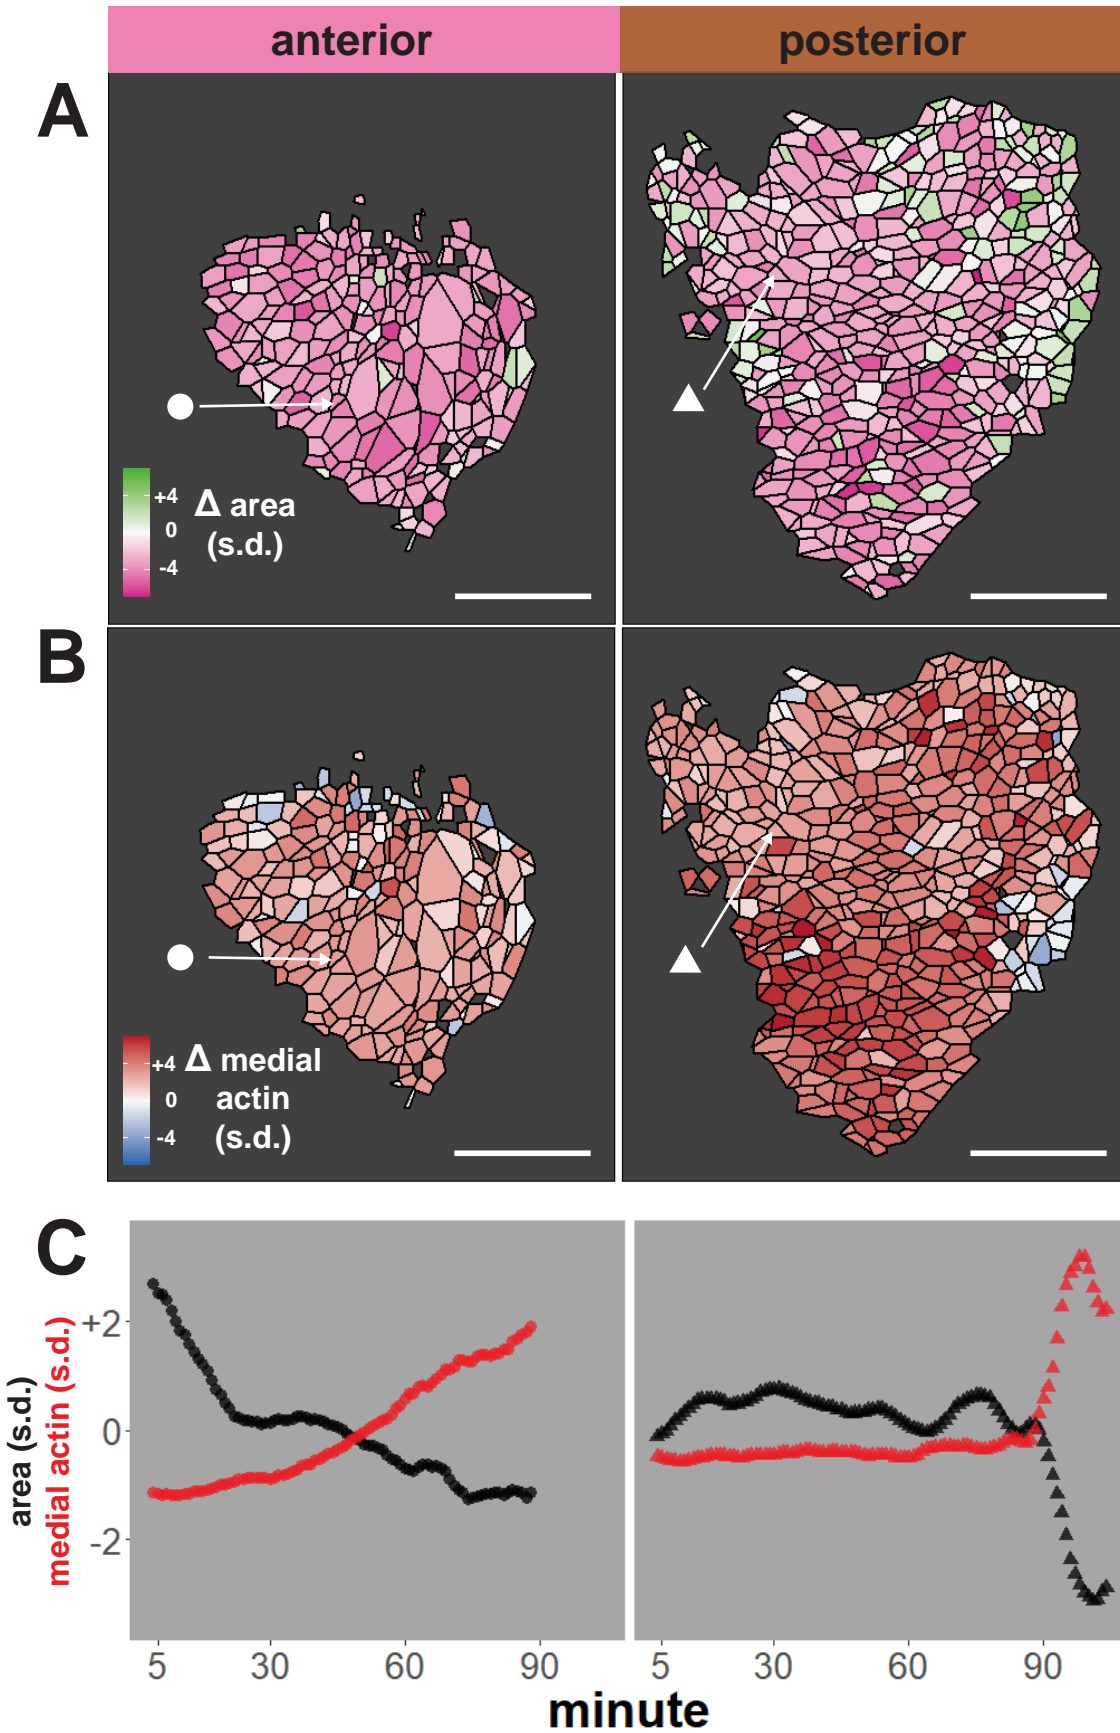 anterior posterior
A
+4
0
-4
Δ area
(s.d.)
B
+4
0
-4
Δ medial
actin
(s.d.)
C
area (s.d.)
medial actin (s.d.)
+2
0
-2
5 30 60 90 5 30 60 90
minute